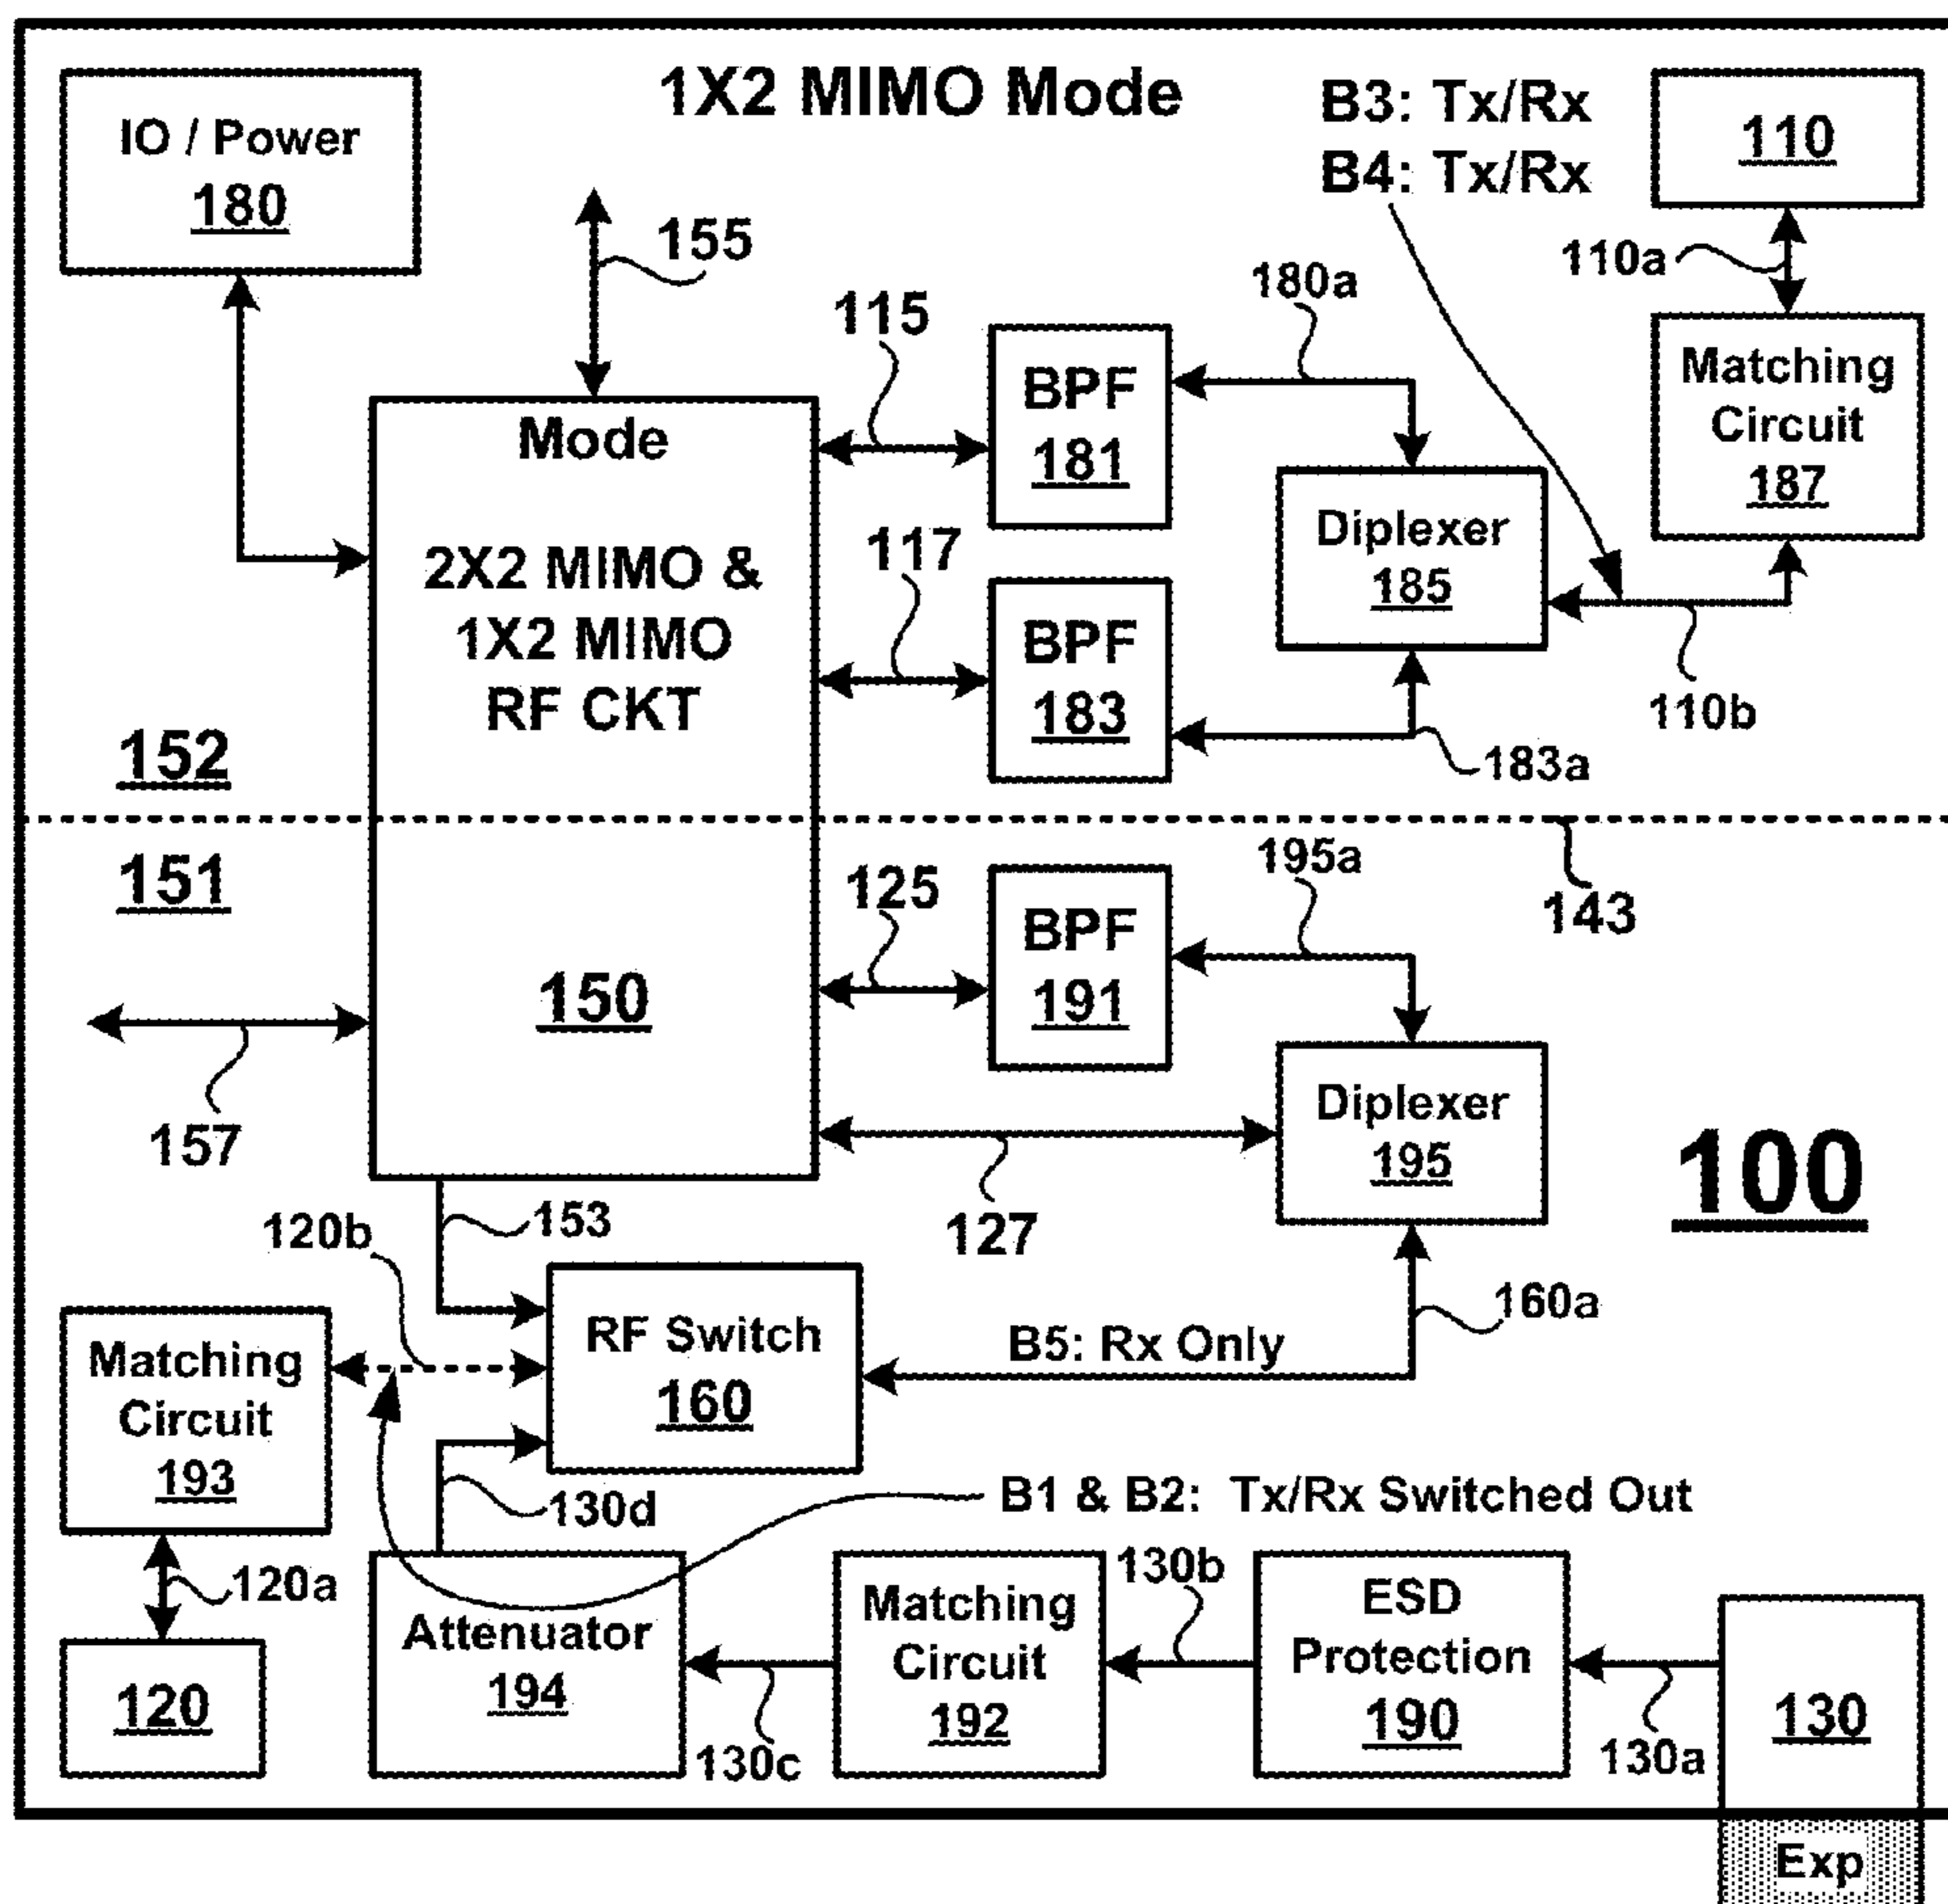 1X2 MIMO Mode
IO / Power
180
B3: Tx/Rx
B4: Tx/Rx
110
110a
155
115
180a
Matching
Circuit
187
BPF
181
Mode
2X2 MIMO &
1X2 MIMO
RF CKT
117
Diplexer
185
BPF
183
110b
183a
152
151
143
125
195a
BPF
191
150
157
Diplexer
195
100
127
153
120b
RF Switch
160
160a
B5: Rx Only
Matching
Circuit
193
130d
B1 & B2: Tx/Rx Switched Out
120a
120
Attenuator
194
130c
Matching
Circuit
192
130b
ESD
Protection
190
130a
130
Exp